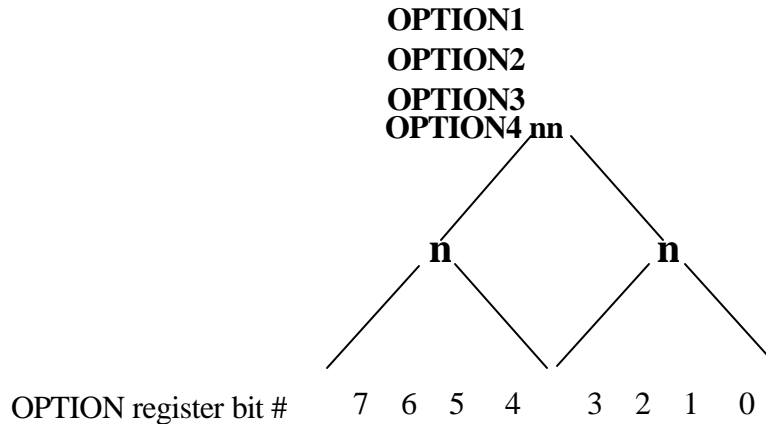 OPTION1
OPTION2
OPTION3
OPTION4 nn
n n
OPTION register bit # 7 6 5 4 3 2 1 0